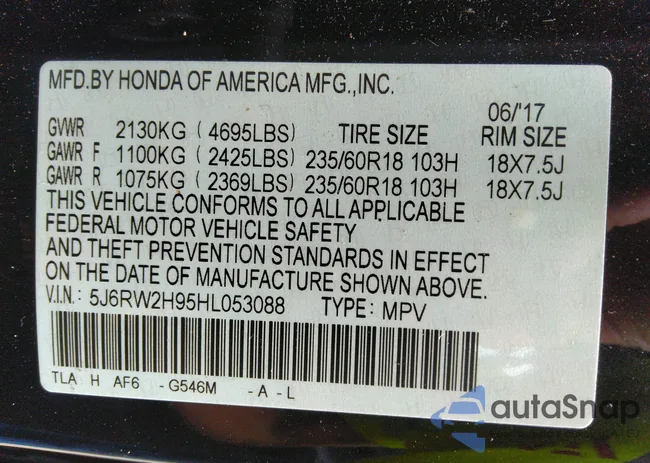 MFD.BY HONDA OF AMERICA MFG.,INC.
06/'17
GVWR 2130KG (4695LBS) TIRE SIZE RIM SIZE
GAWR F 1100KG (2425LBS) 235/60R18 103H 18X7.5J
GAWR R 1075KG (2369LBS) 235/60R18 103H 18X7.5J
THIS VEHICLE CONFORMS TO ALL APPLICABLE
FEDERAL MOTOR VEHICLE SAFETY
AND THEFT PREVENTION STANDARDS IN EFFECT
ON THE DATE OF MANUFACTURE SHOWN ABOVE.
V.I.N: 5J6RW2H95HL053088 TYPE: MPV
TLA H AF6 - G546M - A - L
autoSnap